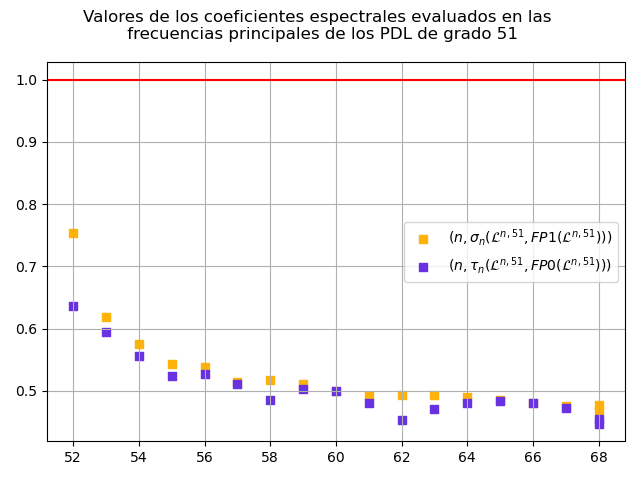 Valores de los coeficientes espectrales evaluados en las
frecuencias principales de los PDL de grado 51
1.0
0.9
0.8
0.7
0.6
0.5
(n, σₙ(ℒⁿ,⁵¹, FP1(ℒⁿ,⁵¹)))
(n, τₙ(ℒⁿ,⁵¹, FP0(ℒⁿ,⁵¹)))
52 54 56 58 60 62 64 66 68